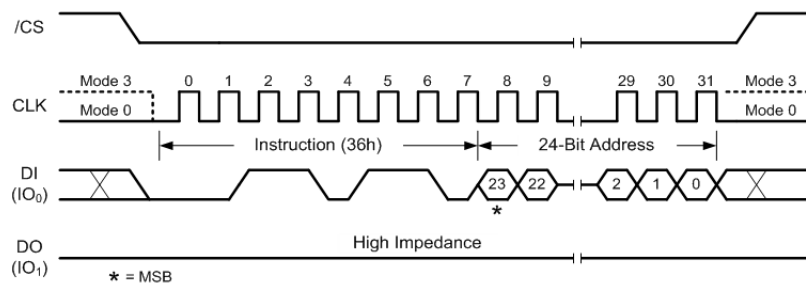 /CS
Mode 3 0 1 2 3 4 5 6 7 8 9 29 30 31 Mode 3
CLK
Mode 0 Mode 0
Instruction (36h) 24-Bit Address
DI
(IO₀)
23 22 2 1 0
*
DO
(IO₁)
High Impedance
* = MSB